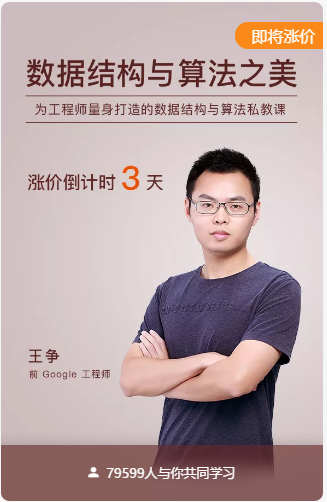 即将涨价
数据结构与算法之美
为工程师量身打造的数据结构与算法私教课
涨价倒计时 3 天
王争
前 Google 工程师
79599人与你共同学习